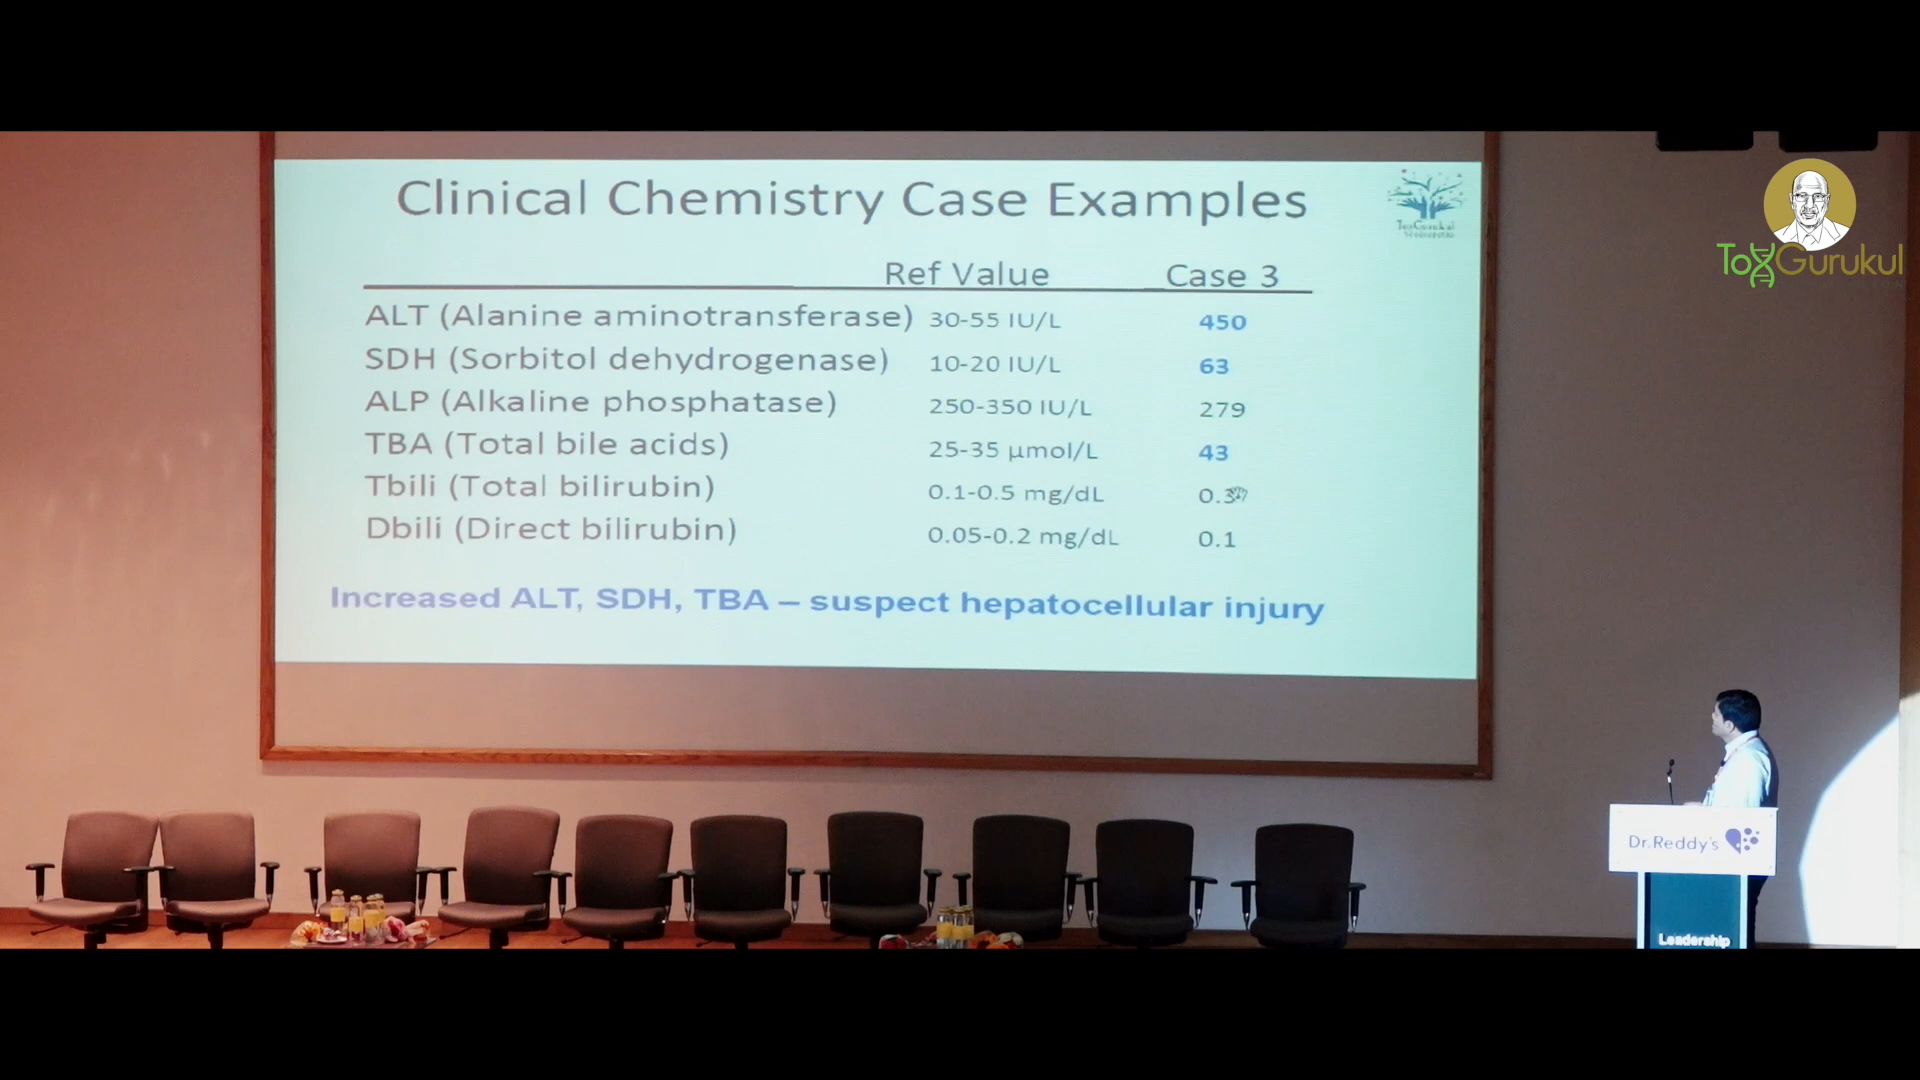 Clinical Chemistry Case Examples
Ref Value Case 3
ALT (Alanine aminotransferase) 30-55 IU/L 450
SDH (Sorbitol dehydrogenase) 10-20 IU/L 63
ALP (Alkaline phosphatase) 250-350 IU/L 279
TBA (Total bile acids) 25-35 µmol/L 43
Tbili (Total bilirubin) 0.1-0.5 mg/dL 0.3
Dbili (Direct bilirubin) 0.05-0.2 mg/dL 0.1
Increased ALT, SDH, TBA – suspect hepatocellular injury
ToxGurukul
ToxGurukul
Dr.Reddy's
Leadership